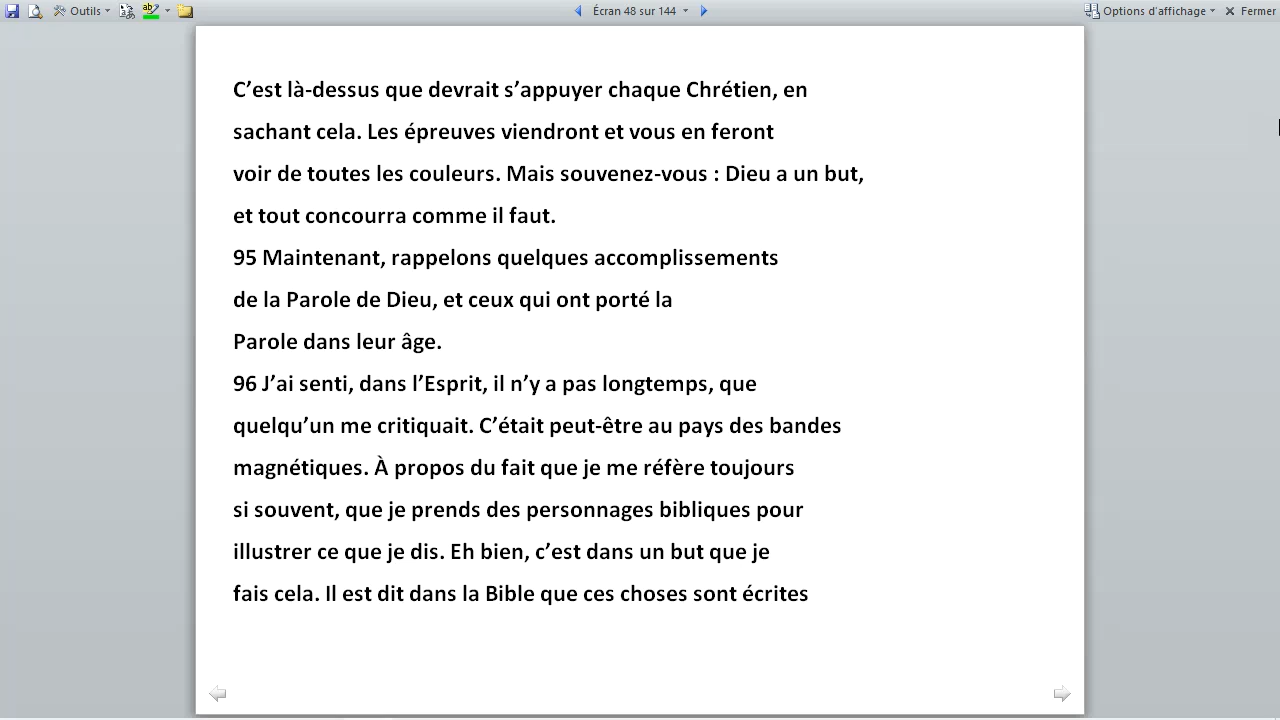 Outils
Écran 48 sur 144
Options d'affichage
Fermer
C’est là-dessus que devrait s’appuyer chaque Chrétien, en
sachant cela. Les épreuves viendront et vous en feront
voir de toutes les couleurs. Mais souvenez-vous : Dieu a un but,
et tout concourra comme il faut.
95 Maintenant, rappelons quelques accomplissements
de la Parole de Dieu, et ceux qui ont porté la
Parole dans leur âge.
96 J’ai senti, dans l’Esprit, il n’y a pas longtemps, que
quelqu’un me critiquait. C’était peut-être au pays des bandes
magnétiques. À propos du fait que je me réfère toujours
si souvent, que je prends des personnages bibliques pour
illustrer ce que je dis. Eh bien, c’est dans un but que je
fais cela. Il est dit dans la Bible que ces choses sont écrites